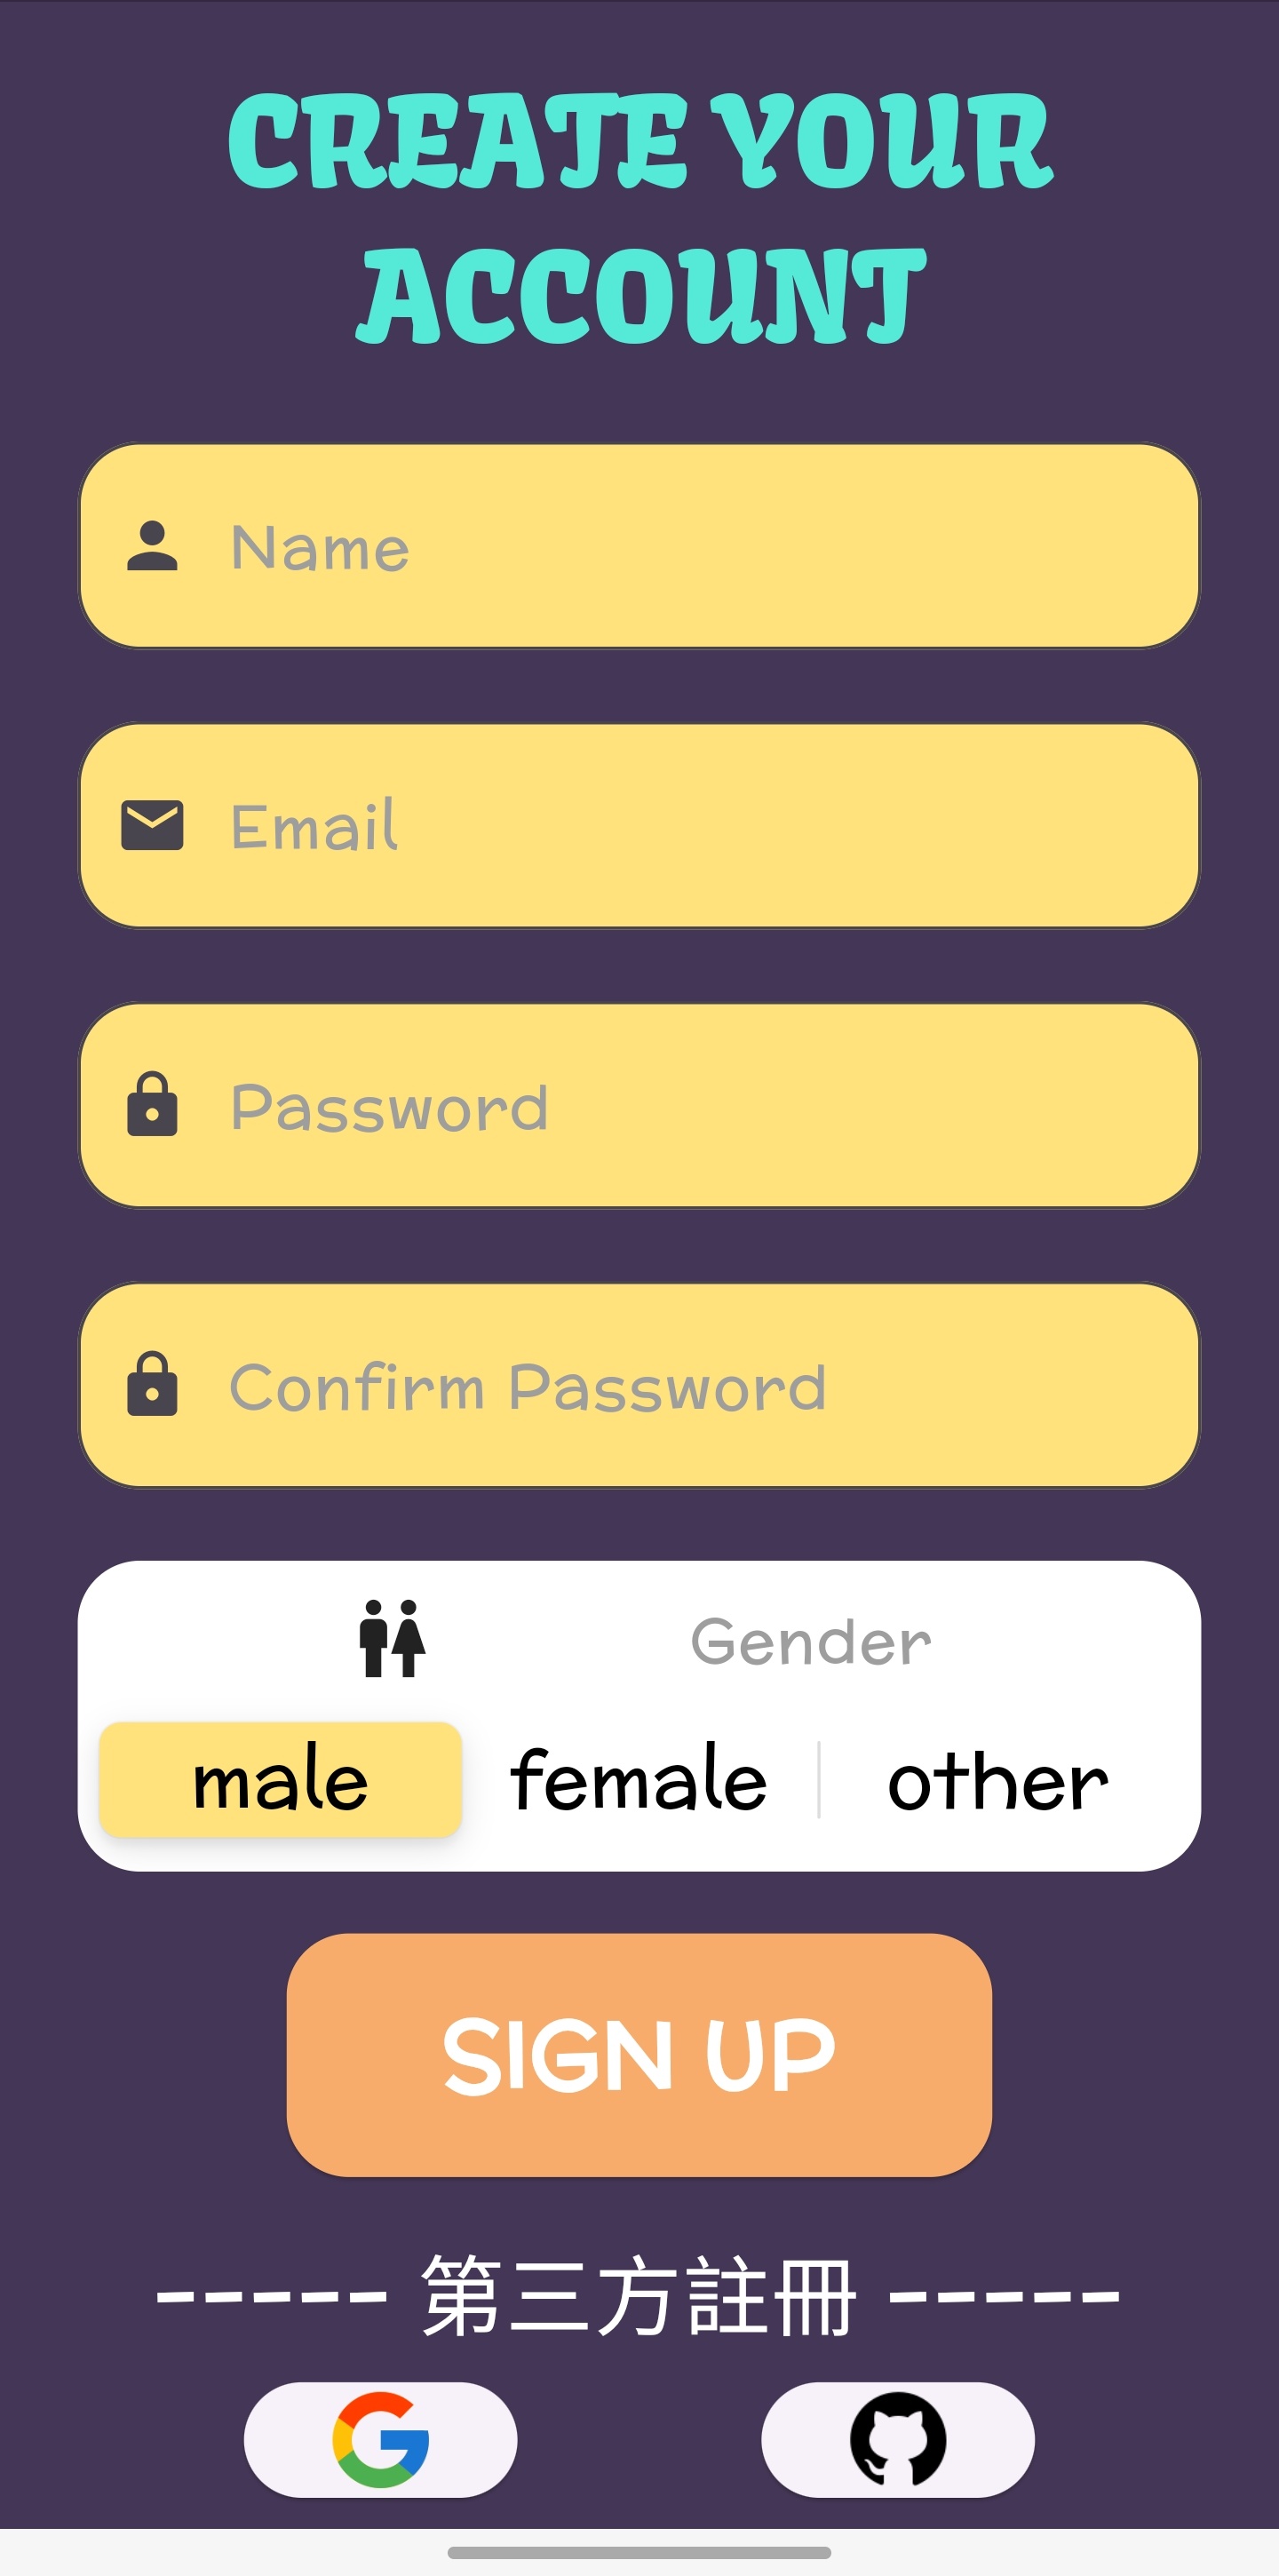 CREATE YOUR
ACCOUNT
Name
Email
Password
Confirm Password
Gender
male female other
SIGN UP
----- 第三方註冊 -----